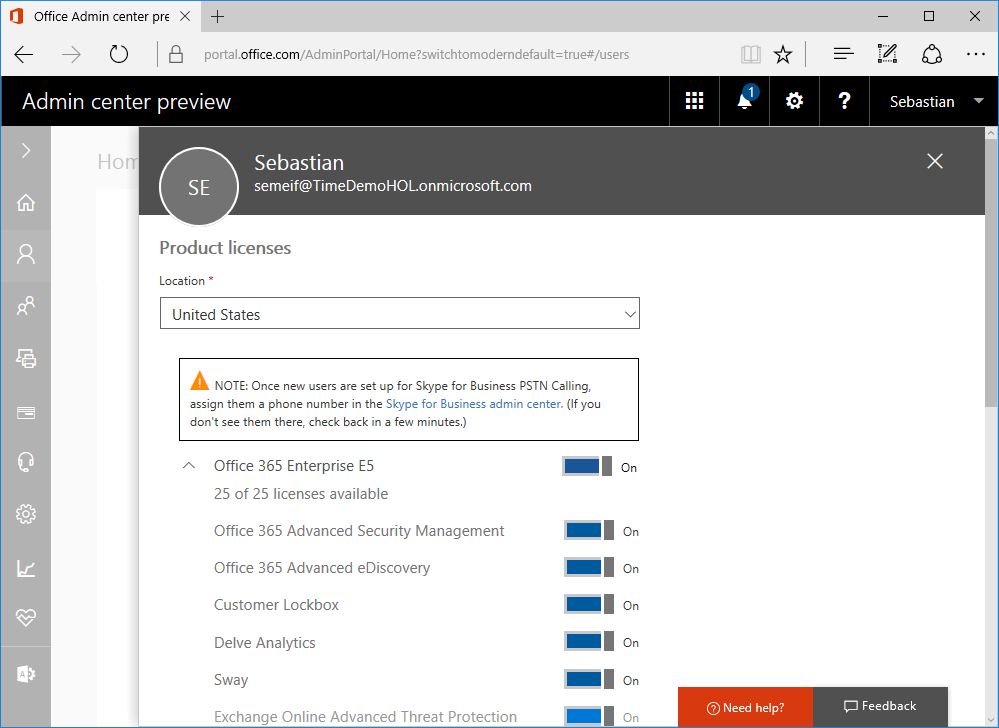 Office Admin center pre
portal.office.com/AdminPortal/Home?switchtomoderndefault=true#/users
Admin center preview
1
?
Sebastian
Hom
SE
Sebastian
semeif@TimeDemoHOL.onmicrosoft.com
Product licenses
Location *
United States
NOTE: Once new users are set up for Skype for Business PSTN Calling,
assign them a phone number in the Skype for Business admin center. (If you
don't see them there, check back in a few minutes.)
Office 365 Enterprise E5 On
25 of 25 licenses available
Office 365 Advanced Security Management On
Office 365 Advanced eDiscovery On
Customer Lockbox On
Delve Analytics On
Sway On
Exchange Online Advanced Threat Protection On
Need help?
Feedback